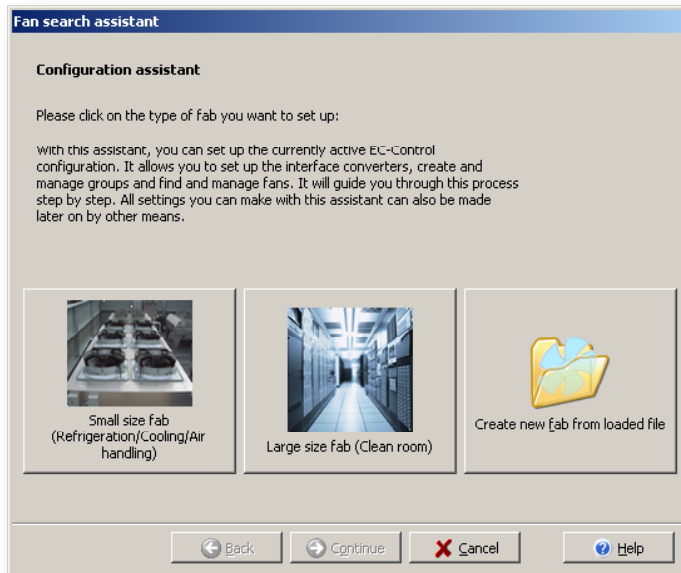 Fan search assistant
Configuration assistant
Please click on the type of fab you want to set up:
With this assistant, you can set up the currently active EC-Control
configuration. It allows you to set up the interface converters, create and
manage groups and find and manage fans. It will guide you through this process
step by step. All settings you can make with this assistant can also be made
later on by other means.
Small size fab
(Refrigeration/Cooling/Air
handling)
Large size fab (Clean room)
Create new fab from loaded file
Back
Continue
Cancel
Help